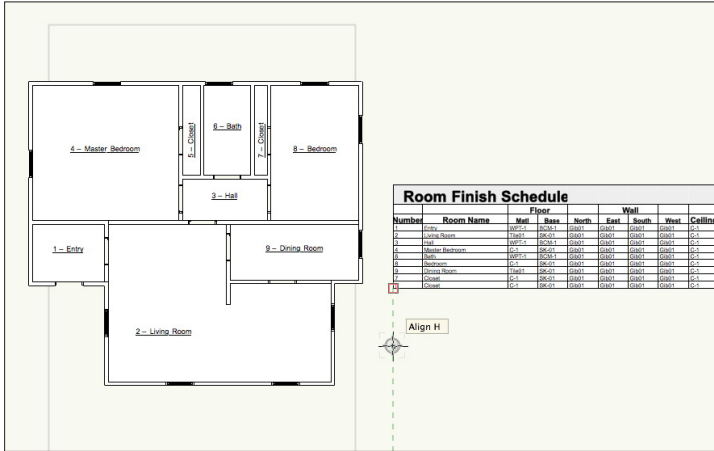 4 – Master Bedroom
5 – Closet
6 – Bath
7 – Closet
8 – Bedroom
3 – Hall
1 – Entry
9 – Dining Room
2 – Living Room
Room Finish Schedule
Floor Wall
Number Room Name Matl Base North East South West Ceiling
1 Entry WPT-1 BCM-1 Gib01 Gib01 Gib01 Gib01 C-1
2 Living Room Tile01 SK-01 Gib01 Gib01 Gib01 Gib01 C-1
3 Hall WPT-1 BCM-1 Gib01 Gib01 Gib01 Gib01 C-1
4 Master Bedroom C-1 SK-01 Gib01 Gib01 Gib01 Gib01 C-1
Bath WPT-1 BCM-1 Gib01 Gib01 Gib01 Gib01 C-1
8 Bedroom C-1 SK-01 Gib01 Gib01 Gib01 Gib01 C-1
9 Dining Room Tile01 SK-01 Gib01 Gib01 Gib01 Gib01 C-1
7 Closet C-1 SK-01 Gib01 Gib01 Gib01 Gib01 C-1
Closet C-1 SK-01 Gib01 Gib01 Gib01 Gib01 C-1
Align H